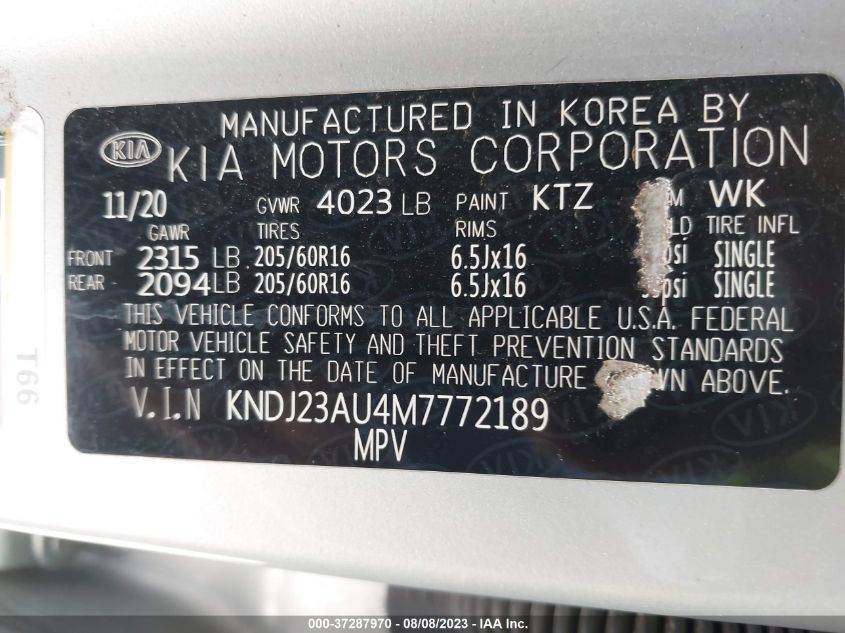 MANUFACTURED IN KOREA BY
KIA KIA MOTORS CORPORATION
11/20 GVWR 4023 LB PAINT KTZ WK
GAWR TIRES RIMS TIRE INFL
FRONT 2315 LB 205/60R16 6.5Jx16 psi SINGLE
REAR 2094 LB 205/60R16 6.5Jx16 psi SINGLE
THIS VEHICLE CONFORMS TO ALL APPLICABLE U.S.A. FEDERAL
MOTOR VEHICLE SAFETY AND THEFT PREVENTION STANDARDS
IN EFFECT ON THE DATE OF MANUFACTURE ABOVE.
V.I.N KNDJ23AU4M7772189
MPV
T66
000-37287970 - 08/08/2023 - IAA Inc.